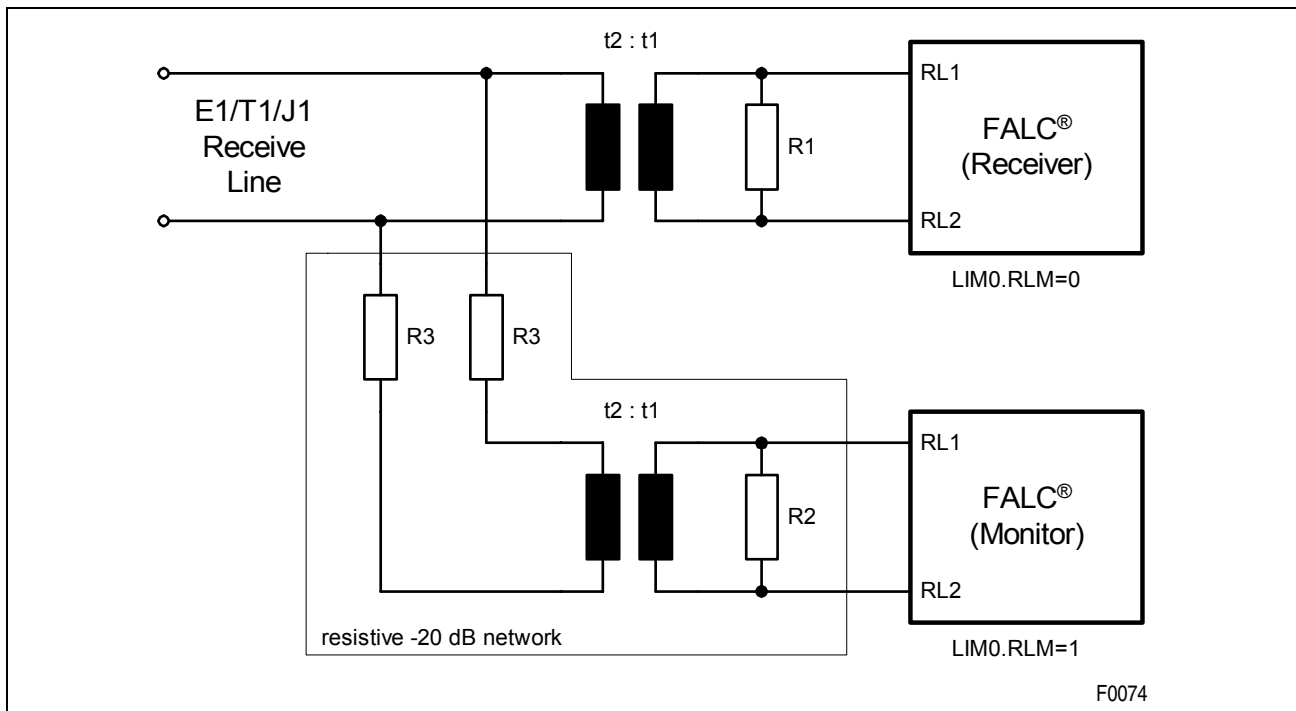 t2 : t1
E1/T1/J1
Receive
Line
R1
RL1
FALC®
(Receiver)
RL2
LIM0.RLM=0
R3
R3
t2 : t1
R2
RL1
FALC®
(Monitor)
RL2
resistive -20 dB network
LIM0.RLM=1
F0074